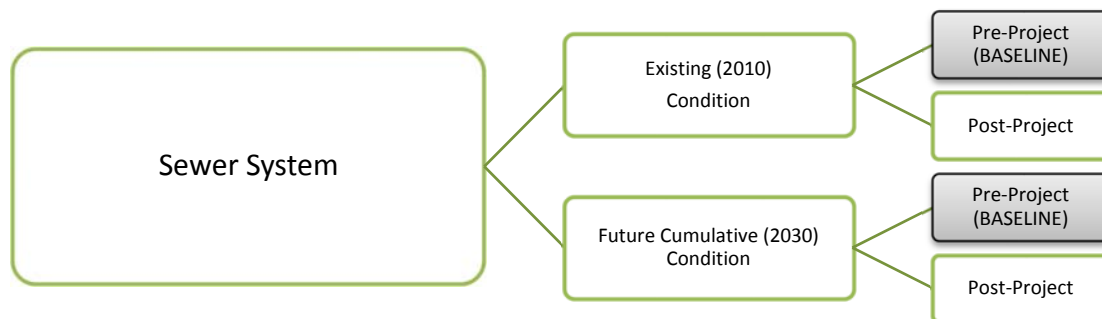 Sewer System
Existing (2010)
Condition
Pre-Project
(BASELINE)
Post-Project
Future Cumulative (2030)
Condition
Pre-Project
(BASELINE)
Post-Project